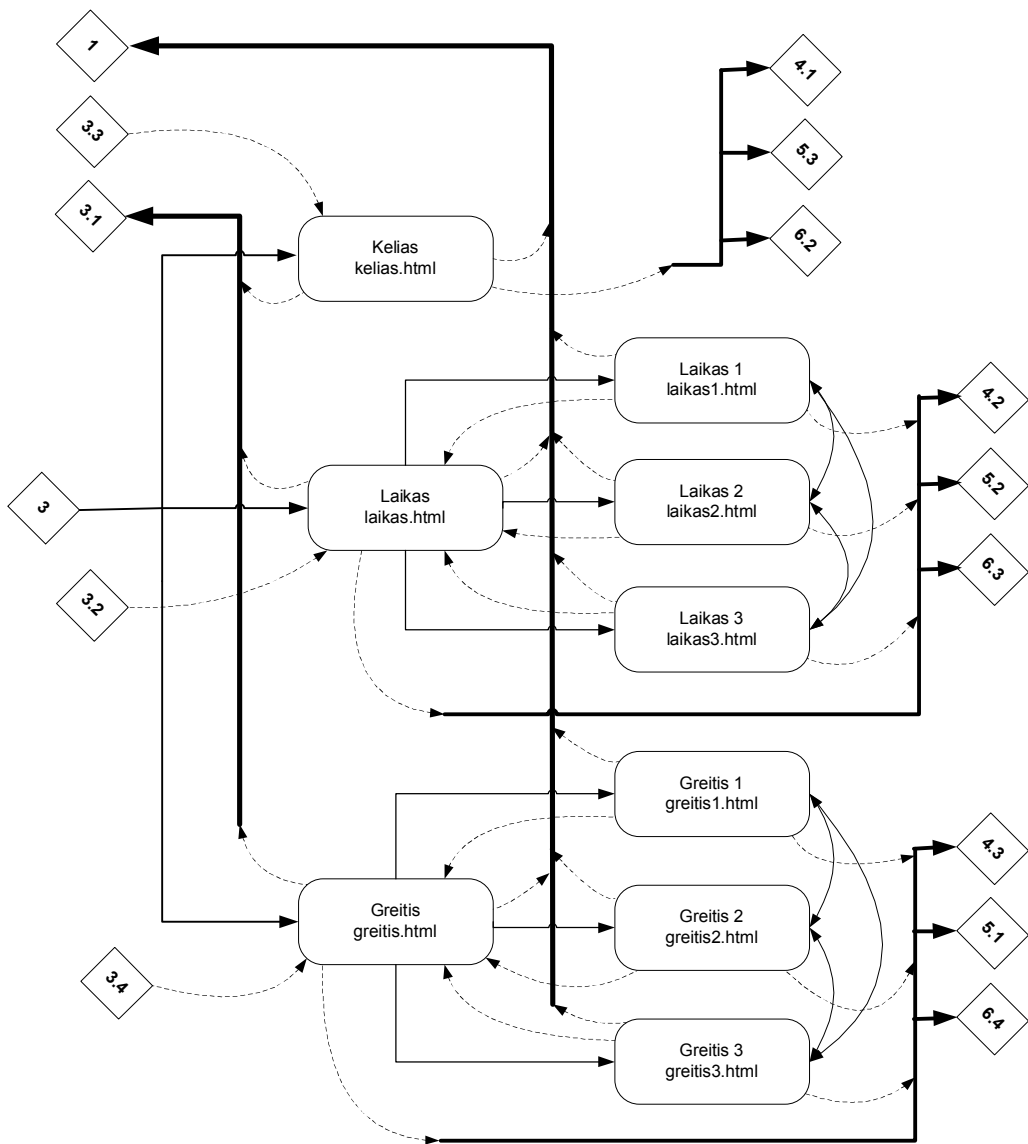 1
4.1
3.3
5.3
3.1
6.2
Kelias
kelias.html
Laikas 1
laikas1.html
4.2
Laikas
laikas.html
Laikas 2
laikas2.html
5.2
3
Laikas 3
laikas3.html
6.3
3.2
Greitis 1
greitis1.html
4.3
Greitis
greitis.html
Greitis 2
greitis2.html
5.1
3.4
Greitis 3
greitis3.html
6.4